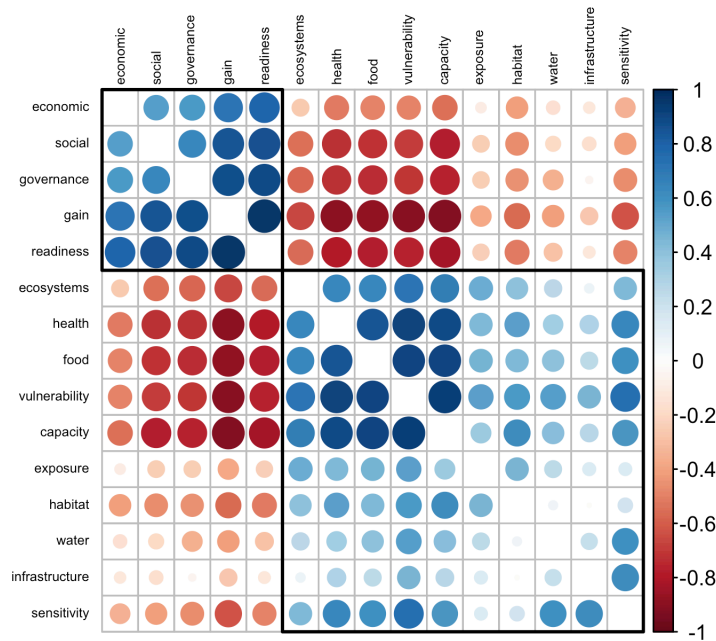 economic
social
governance
gain
readiness
ecosystems
health
food
vulnerability
capacity
exposure
habitat
water
infrastructure
sensitivity
economic
social
governance
gain
readiness
ecosystems
health
food
vulnerability
capacity
exposure
habitat
water
infrastructure
sensitivity
1
0.8
0.6
0.4
0.2
0
-0.2
-0.4
-0.6
-0.8
-1